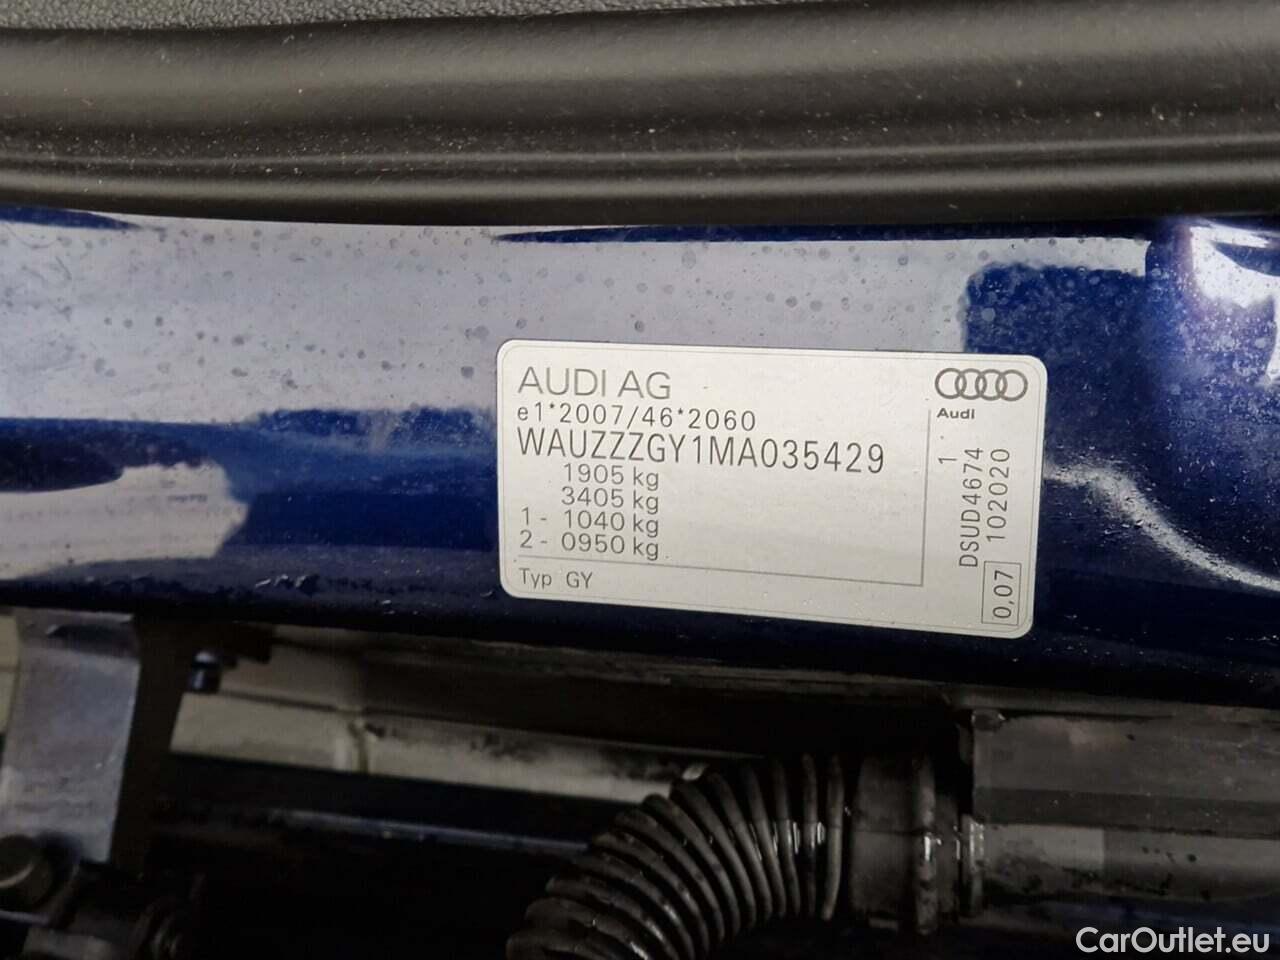 AUDI AG
e1*2007/46*2060
WAUZZZGY1MA035429
1905 kg
3405 kg
1 - 1040 kg
2 - 0950 kg
Typ GY
Audi
1
DSUD4674
102020
0,07
CarOutlet.eu